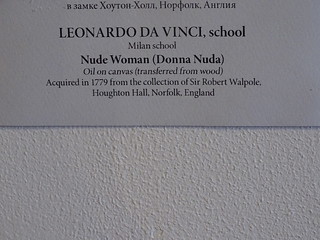 в замке Хоутон-Холл, Норфолк, Англия
LEONARDO DA VINCI, school
Milan school
Nude Woman (Donna Nuda)
Oil on canvas (transferred from wood)
Acquired in 1779 from the collection of Sir Robert Walpole,
Houghton Hall, Norfolk, England